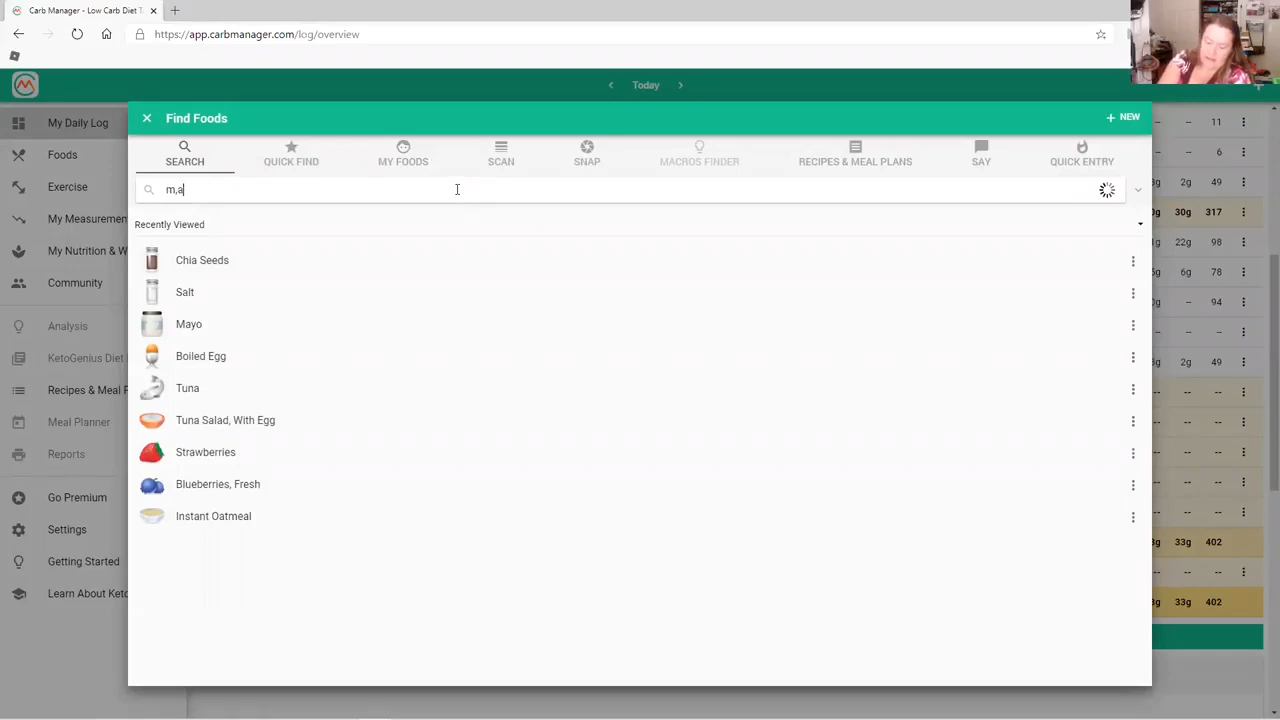 Carb Manager - Low Carb Diet T
https://app.carbmanager.com/log/overview
Today
My Daily Log
Foods
Exercise
My Measuremen
My Nutrition & W
Community
Analysis
KetoGenius Diet
Recipes & Meal P
Meal Planner
Reports
Go Premium
Settings
Getting Started
Learn About Keto
Find Foods
+ NEW
SEARCH
QUICK FIND
MY FOODS
SCAN
SNAP
MACROS FINDER
RECIPES & MEAL PLANS
SAY
QUICK ENTRY
m,a
Recently Viewed
Chia Seeds
Salt
Mayo
Boiled Egg
Tuna
Tuna Salad, With Egg
Strawberries
Blueberries, Fresh
Instant Oatmeal
-- -- 11
-- -- 6
2g 49
30g 317
22g 98
6g 78
-- 94
-- -- --
2g 49
-- -- --
-- -- --
-- -- --
-- -- --
-- -- --
33g 402
-- -- --
33g 402